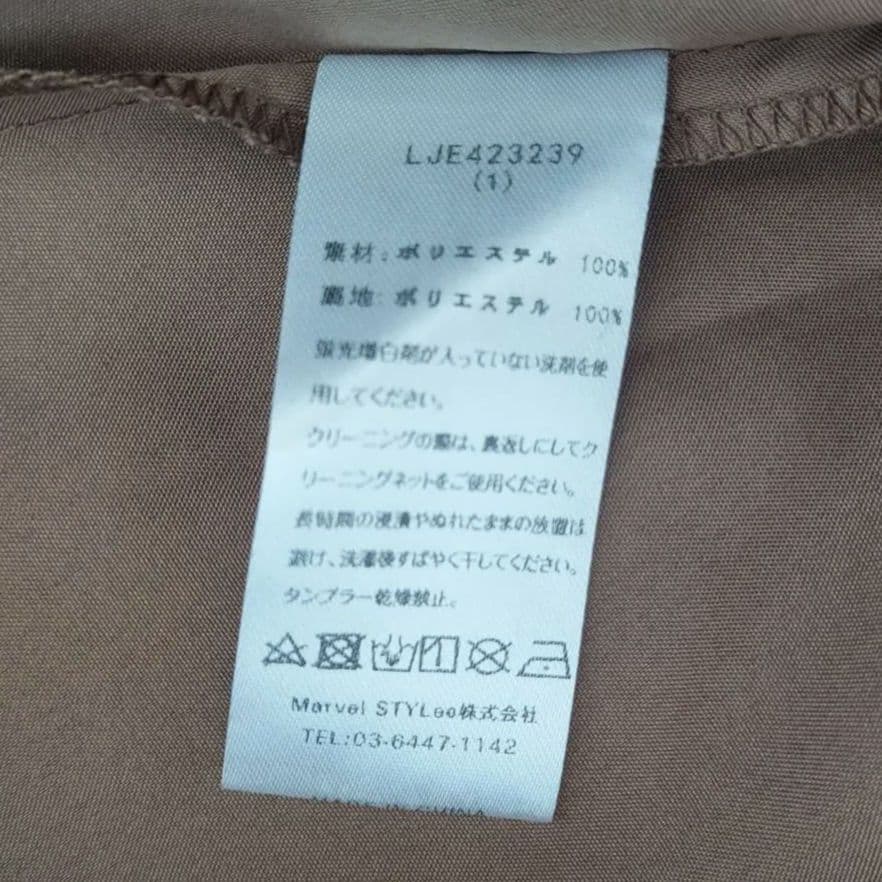 LJE423239
(1)
素材:ポリエステル 100%
裏地:ポリエステル 100%
蛍光増白剤が入っていない洗剤を使
用してください。
クリーニングの際は、裏返しにしてク
リーニングネットをご使用ください。
長時間の浸漬やぬれたままの放置は
避け、洗濯後すばやく干してください。
タンブラー乾燥禁止。
Marvel STYLee株式会社
TEL:03-6447-1142
MADE IN CHINA